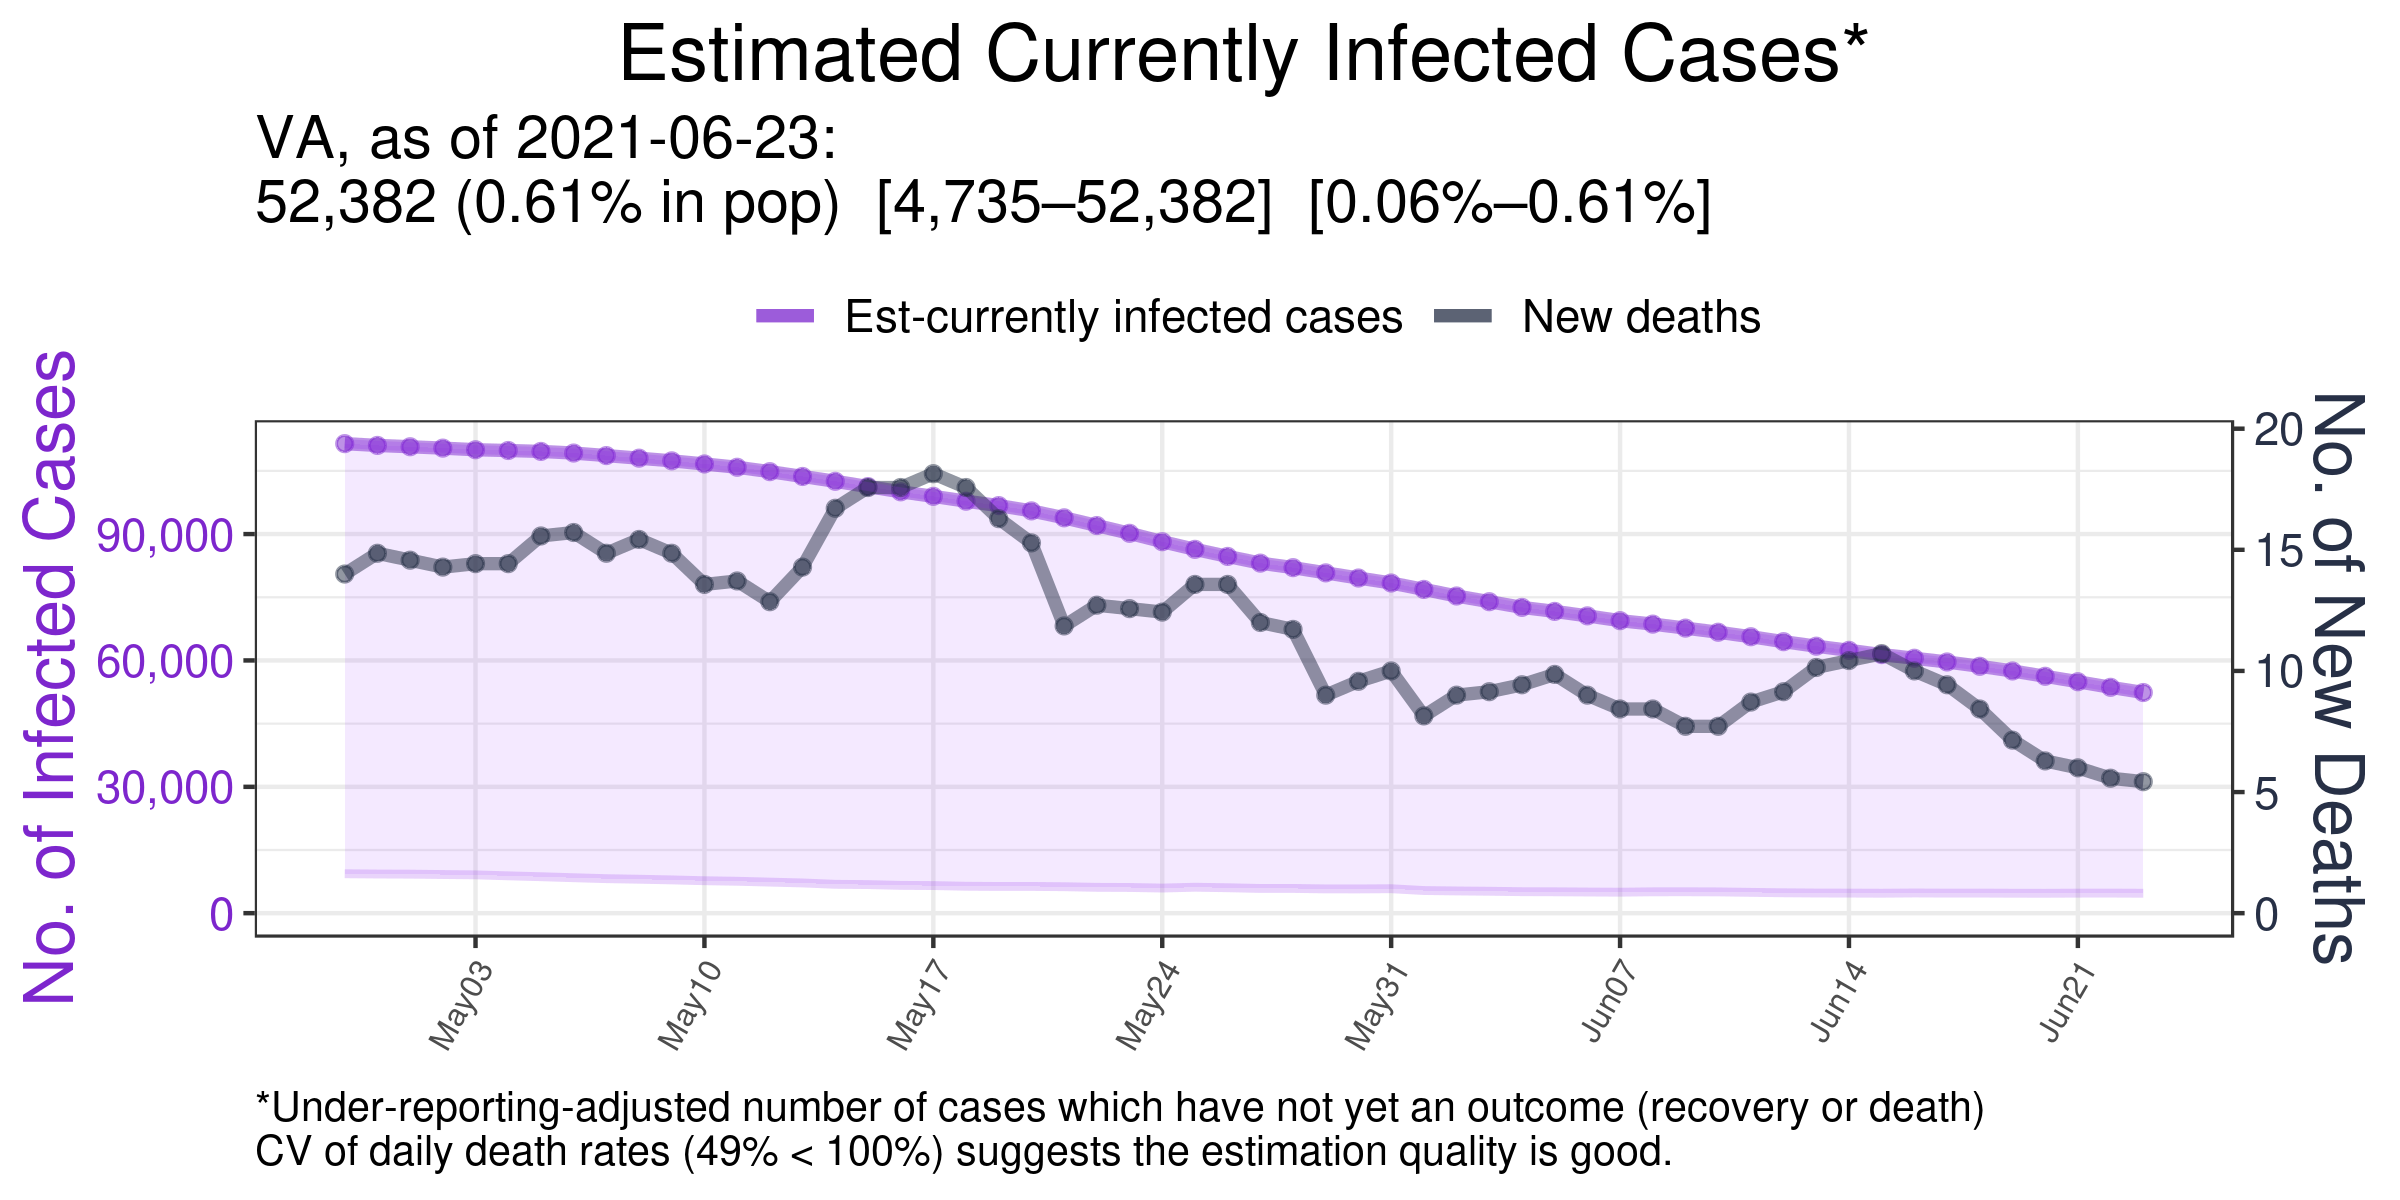 Estimated Currently Infected Cases*
VA, as of 2021-06-23:
52,382 (0.61% in pop)  [4,735–52,382]  [0.06%–0.61%]
Est-currently infected cases
New deaths
No. of Infected Cases
90,000
60,000
30,000
0
20
15
10
5
0
No. of New Deaths
May03
May10
May17
May24
May31
Jun07
Jun14
Jun21
*Under-reporting-adjusted number of cases which have not yet an outcome (recovery or death)
CV of daily death rates (49% < 100%) suggests the estimation quality is good.